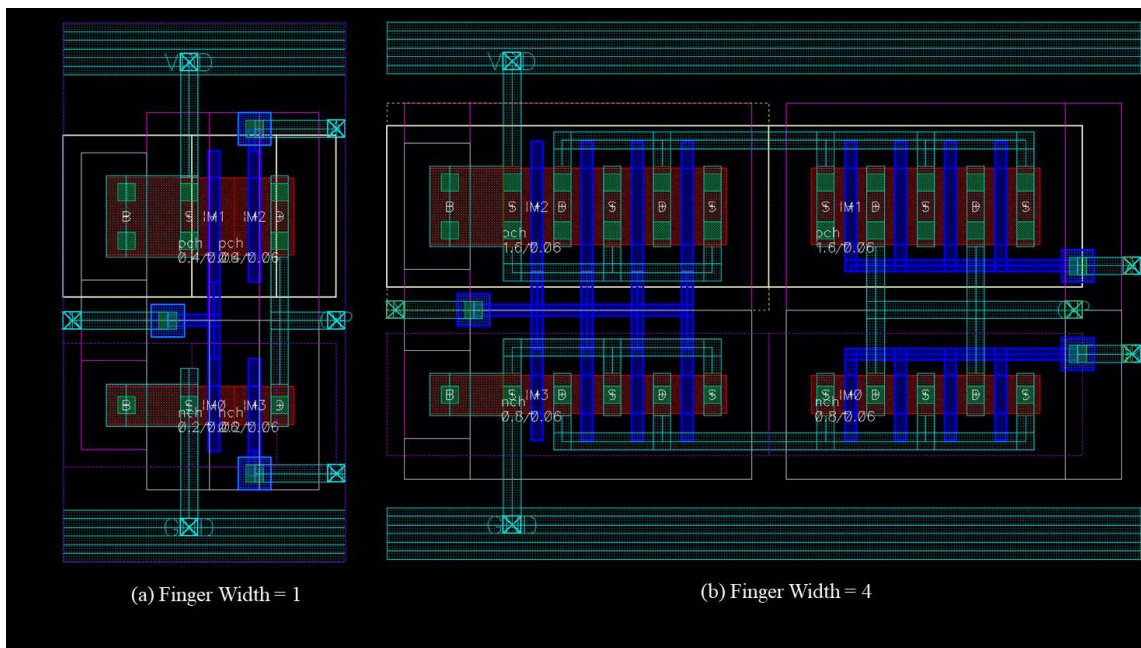 VDD
VDD
B S IM1 IM2 D
B S IM2 D S D S
S IM1 D S D S
pch pch
pch
pch
1.6/0.06
1.6/0.06
B S IM0 IM3 D
B S IM3 D S D S
S IM0 D S D S
nch nch
nch
nch
0.8/0.06
0.8/0.06
GND
GND
(a) Finger Width = 1
(b) Finger Width = 4